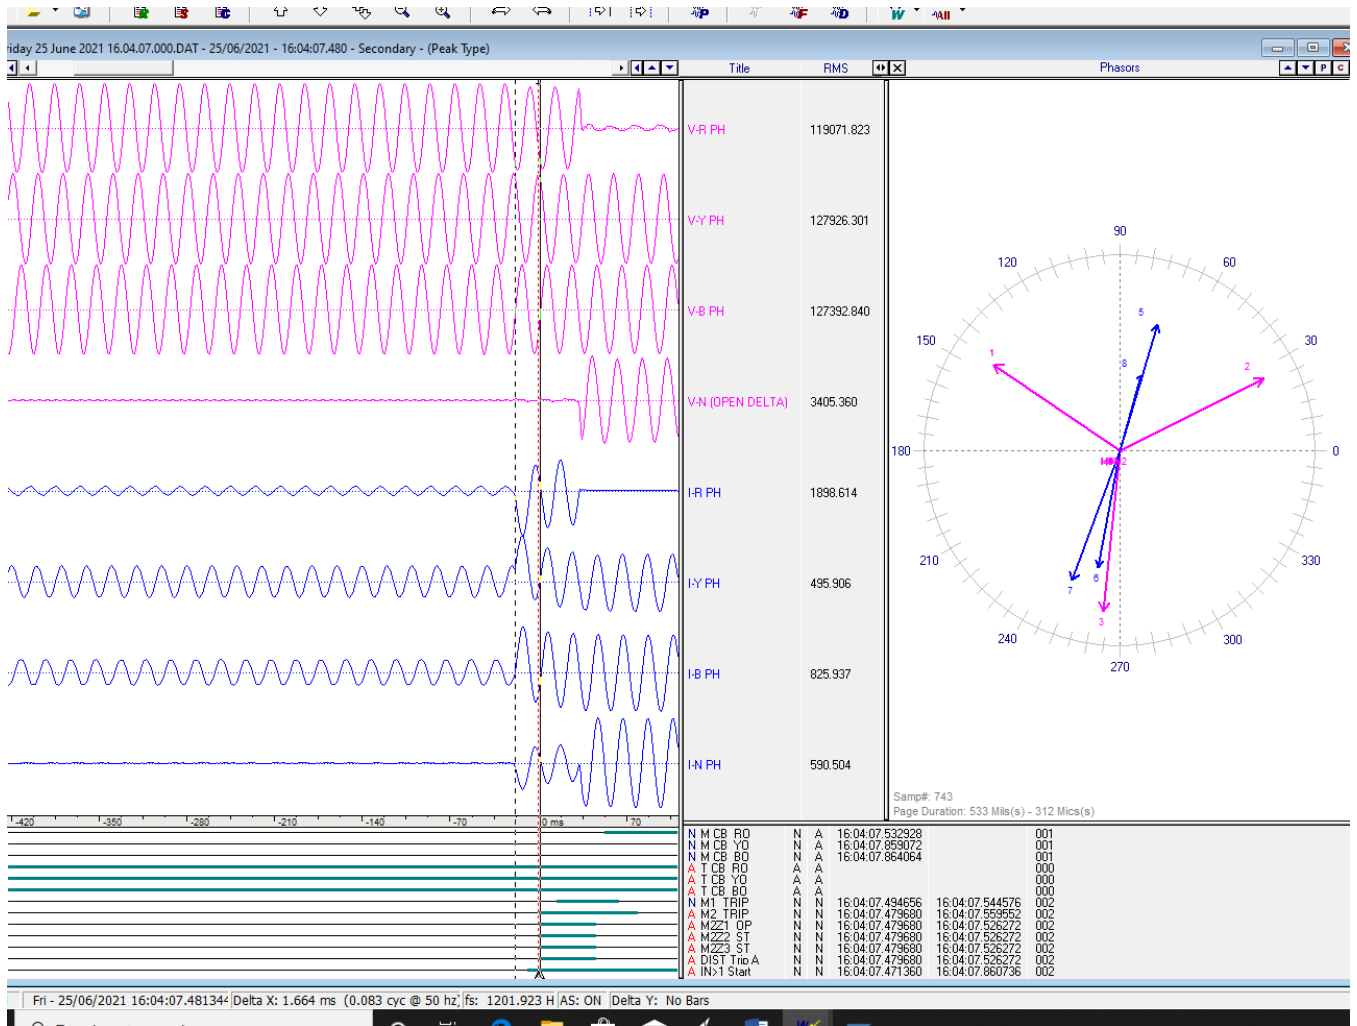 riday 25 June 2021 16.04.07.000.DAT - 25/06/2021 - 16:04:07.480 - Secondary - (Peak Type)
Title RMS Phasors P C
V-R PH 119071.823
V-Y PH 127926.301
V-B PH 127392.840
V-N (OPEN DELTA) 3405.360
I-R PH 1898.614
I-Y PH 495.906
I-B PH 825.937
I-N PH 590.504
90
120 60
150 30
180 0
210 330
240 300
270
1 2 3 5 6 7 8
Samp#: 743
Page Duration: 533 Mils(s) - 312 Mics(s)
-420 -350 -280 -210 -140 -70 0 ms 70
N M CB RO N A 16:04:07.532928 001
N M CB YO N A 16:04:07.859072 001
N M CB BO N A 16:04:07.864064 001
A T CB RO A A 000
A T CB YO A A 000
A T CB BO A A 000
N M1 TRIP N N 16:04:07.494656 16:04:07.544576 002
A M2 TRIP N N 16:04:07.479680 16:04:07.559552 002
A M2Z1 OP N N 16:04:07.479680 16:04:07.526272 002
A M2Z2 ST N N 16:04:07.479680 16:04:07.526272 002
A M2Z3 ST N N 16:04:07.479680 16:04:07.526272 002
A DIST Trip A N N 16:04:07.479680 16:04:07.526272 002
A IN>1 Start N N 16:04:07.471360 16:04:07.860736 002
Fri - 25/06/2021 16:04:07.481344 Delta X: 1.664 ms (0.083 cyc @ 50 hz) fs: 1201.923 H AS: ON Delta Y: No Bars